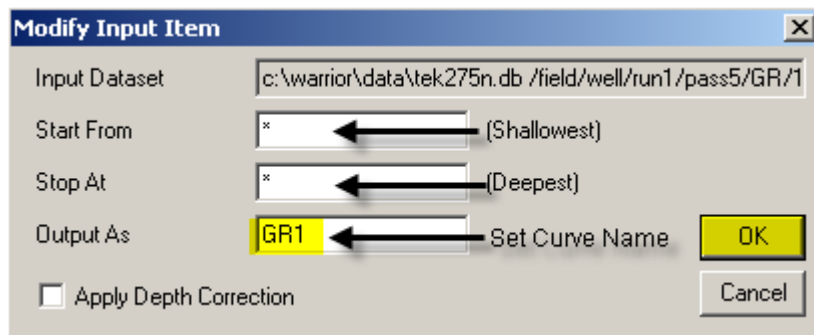 Modify Input Item
Input Dataset c:\warrior\data\tek275n.db /field/well/run1/pass5/GR/1
Start From * (Shallowest)
Stop At * (Deepest)
Output As GR1 Set Curve Name OK
Apply Depth Correction Cancel